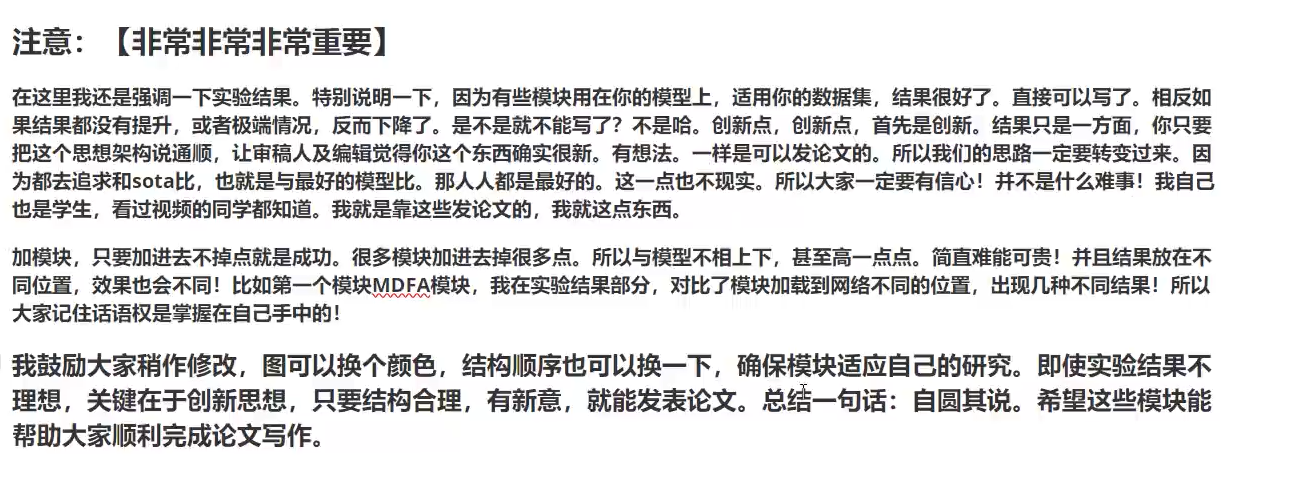 注意：【非常非常非常重要】
在这里我还是强调一下实验结果。特别说明一下，因为有些模块用在你的模型上，适用你的数据集，结果很好了。直接可以写了。相反如
果结果都没有提升，或者极端情况，反而下降了。是不是就不能写了？不是哈。创新点，创新点，首先是创新。结果只是一方面，你只要
把这个思想架构说通顺，让审稿人及编辑觉得你这个东西确实很新。有想法。一样是可以发论文的。所以我们的思路一定要转变过来。因
为都去追求和sota比，也就是与最好的模型比。那人人都是最好的。这一点也不现实。所以大家一定要有信心！并不是什么难事！我自己
也是学生，看过视频的同学都知道。我就是靠这些发论文的，我就这点东西。
加模块，只要加进去不掉点就是成功。很多模块加进去掉很多点。所以与模型不相上下，甚至高一点点。简直难能可贵！并且结果放在不
同位置，效果也会不同！比如第一个模块MDFA模块，我在实验结果部分，对比了模块加载到网络不同的位置，出现几种不同结果！所以
大家记住话语权是掌握在自己手中的！
我鼓励大家稍作修改，图可以换个颜色，结构顺序也可以换一下，确保模块适应自己的研究。即使实验结果不
理想，关键在于创新思想，只要结构合理，有新意，就能发表论文。总结一句话：自圆其说。希望这些模块能
帮助大家顺利完成论文写作。